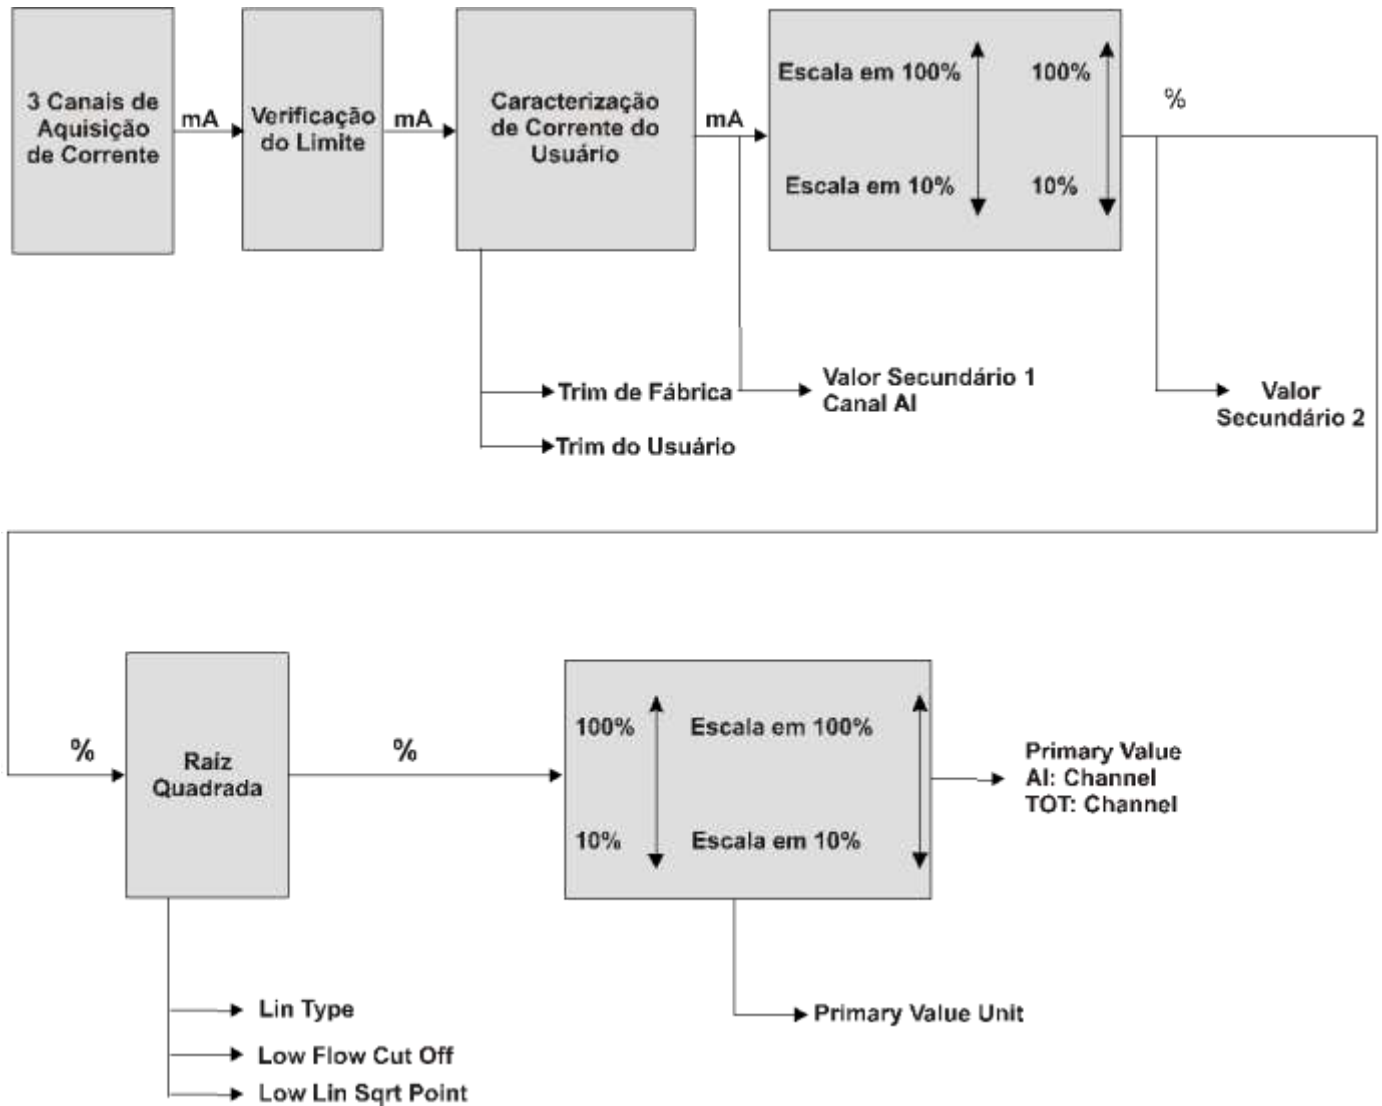 3 Canais de
Aquisição
de Corrente
mA
Verificação
do Limite
mA
Caracterização
de Corrente do
Usuário
mA
Escala em 100%
100%
Escala em 10%
10%
%
Trim de Fábrica
Trim do Usuário
Valor Secundário 1
Canal AI
Valor
Secundário 2
%
Raíz
Quadrada
%
100%
Escala em 100%
10%
Escala em 10%
Primary Value
AI: Channel
TOT: Channel
Lin Type
Low Flow Cut Off
Low Lin Sqrt Point
Primary Value Unit